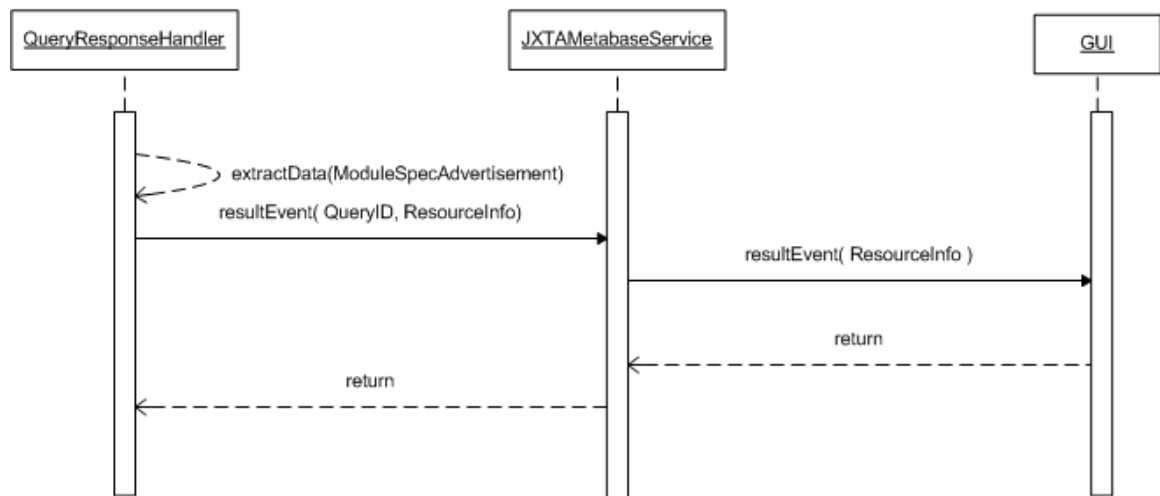 QueryResponseHandler
JXTAMetabaseService
GUI
extractData(ModuleSpecAdvertisement)
resultEvent( QueryID, ResourceInfo)
resultEvent( ResourceInfo )
return
return